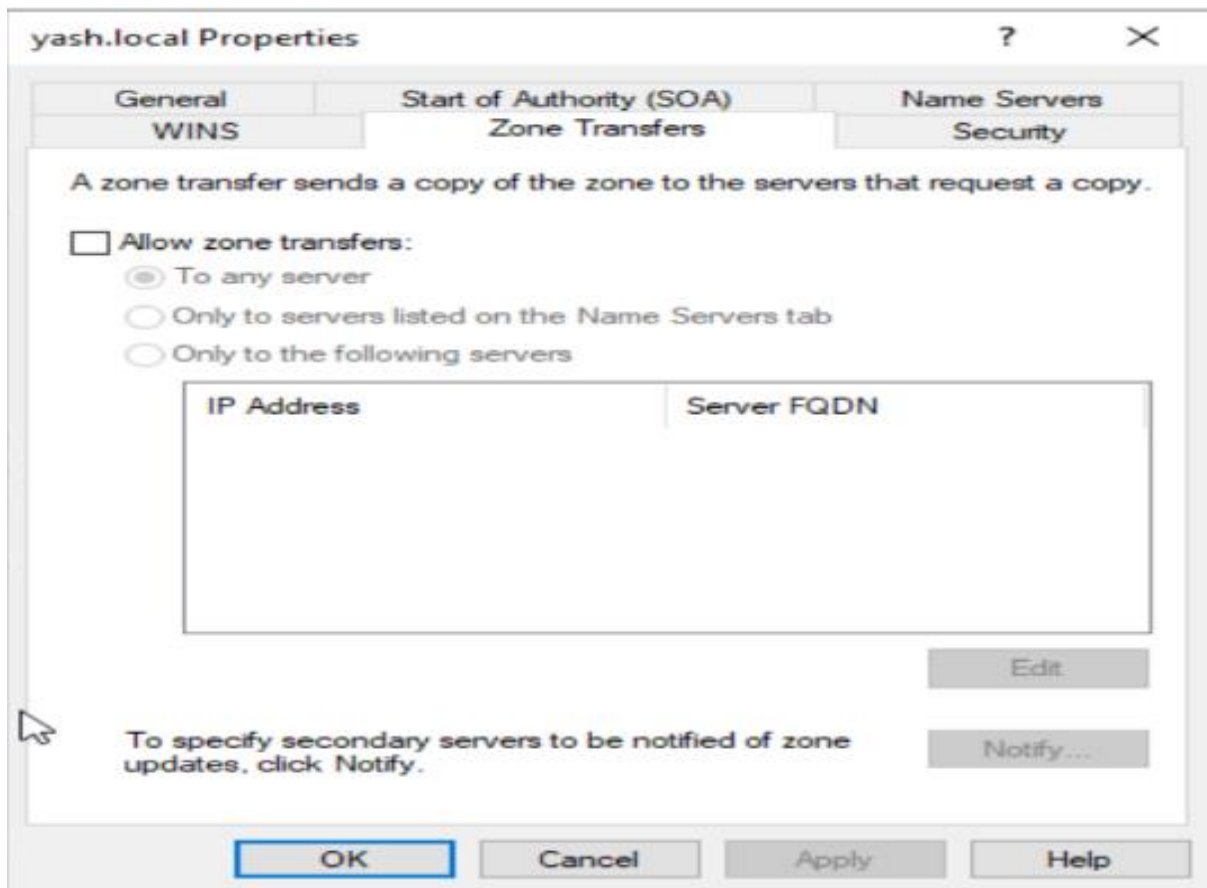 yash.local Properties ? ×
General Start of Authority (SOA) Name Servers
WINS Zone Transfers Security
A zone transfer sends a copy of the zone to the servers that request a copy.
Allow zone transfers:
To any server
Only to servers listed on the Name Servers tab
Only to the following servers
IP Address Server FQDN
Edit
To specify secondary servers to be notified of zone
updates, click Notify.
Notify...
OK Cancel Apply Help